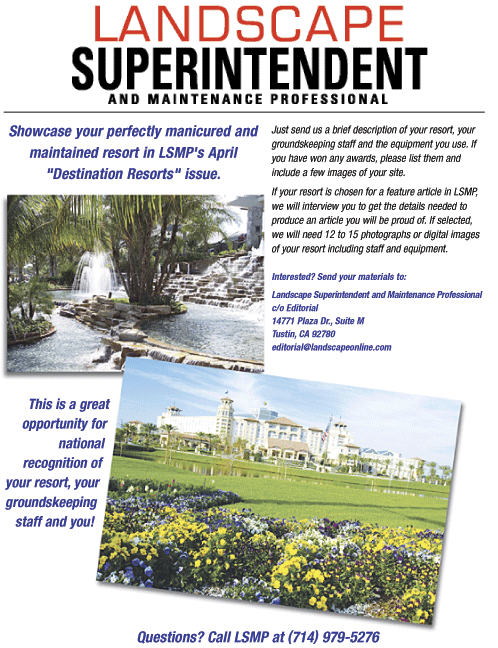 LANDSCAPE
SUPERINTENDENT
AND MAINTENANCE PROFESSIONAL
Showcase your perfectly manicured and
maintained resort in LSMP's April
"Destination Resorts" issue.
Just send us a brief description of your resort, your
groundskeeping staff and the equipment you use. If
you have won any awards, please list them and
include a few images of your site.
If your resort is chosen for a feature article in LSMP,
we will interview you to get the details needed to
produce an article you will be proud of. If selected,
we will need 12 to 15 photographs or digital images
of your resort including staff and equipment.
Interested? Send your materials to:
Landscape Superintendent and Maintenance Professional
c/o Editorial
14771 Plaza Dr., Suite M
Tustin, CA 92780
editorial@landscapeonline.com
This is a great
opportunity for
national
recognition of
your resort, your
groundskeeping
staff and you!
Questions? Call LSMP at (714) 979-5276